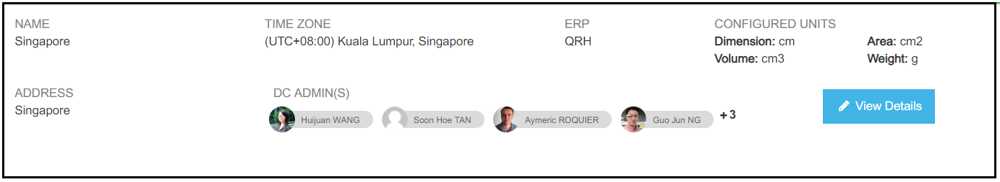 NAME
Singapore
TIME ZONE
(UTC+08:00) Kuala Lumpur, Singapore
ERP
QRH
CONFIGURED UNITS
Dimension: cm Area: cm2
Volume: cm3 Weight: g
ADDRESS
Singapore
DC ADMIN(S)
Huijuan WANG Soon Hoe TAN Aymeric ROQUIER Guo Jun NG +3
View Details